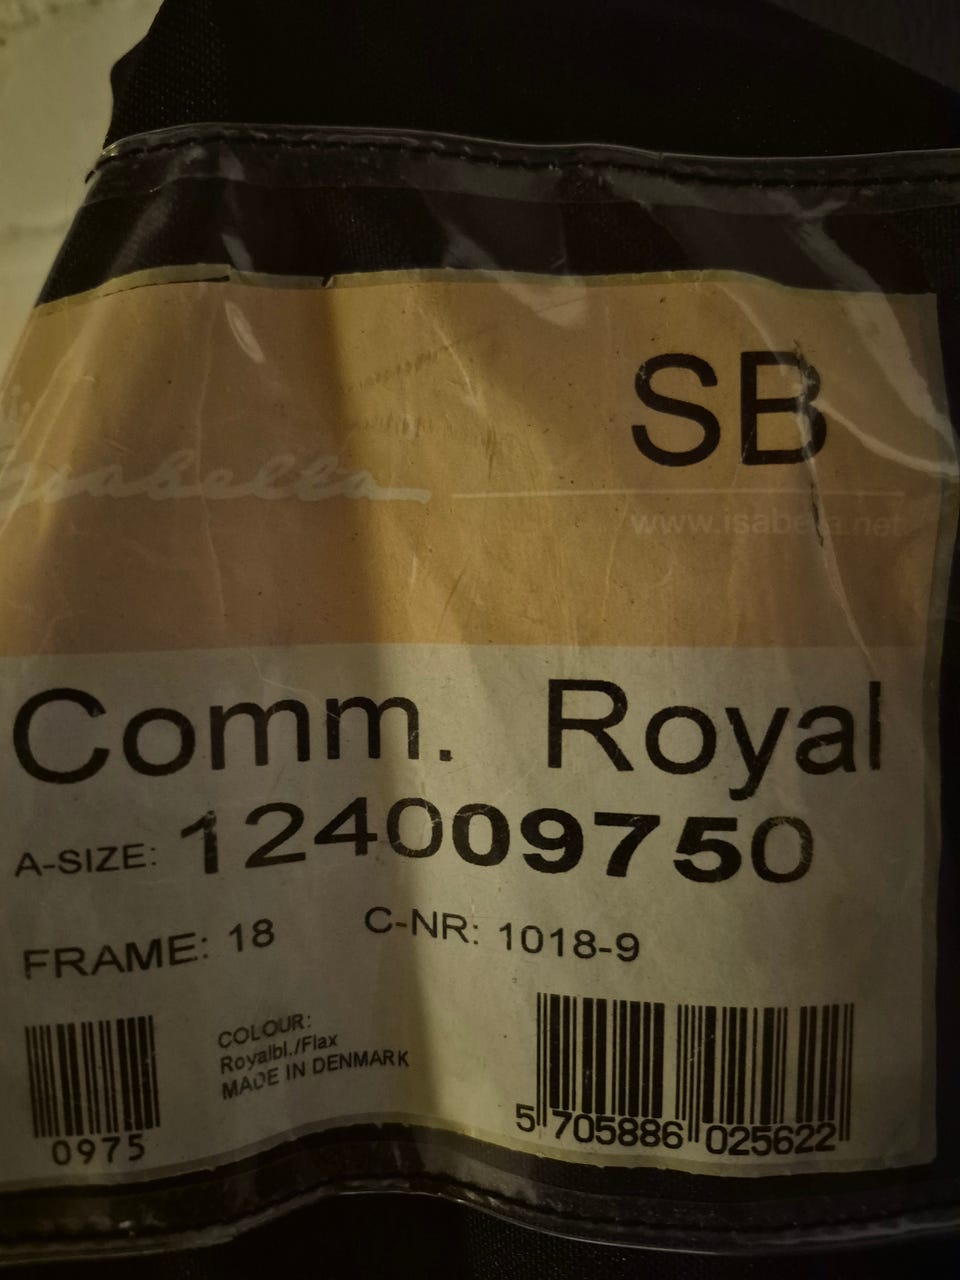 SB
Isabella
www.isabella.net
Comm. Royal
A-SIZE: 124009750
FRAME: 18 C-NR: 1018-9
COLOUR:
Royalbl./Flax
MADE IN DENMARK
0975
5 705886 025622